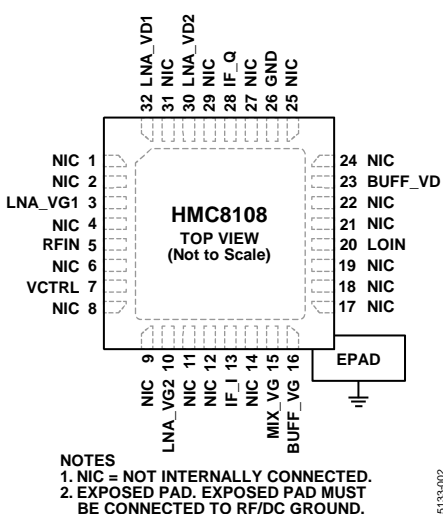 32 LNA_VD1
31 NIC
30 LNA_VD2
29 NIC
28 IF_Q
27 NIC
26 GND
25 NIC
NIC 1
NIC 2
LNA_VG1 3
NIC 4
RFIN 5
NIC 6
VCTRL 7
NIC 8
HMC8108
TOP VIEW
(Not to Scale)
24 NIC
23 BUFF_VD
22 NIC
21 NIC
20 LOIN
19 NIC
18 NIC
17 NIC
NIC 9
LNA_VG2 10
NIC 11
NIC 12
IF_I 13
NIC 14
MIX_VG 15
BUFF_VG 16
EPAD
NOTES
1. NIC = NOT INTERNALLY CONNECTED.
2. EXPOSED PAD. EXPOSED PAD MUST
BE CONNECTED TO RF/DC GROUND.
5133-002